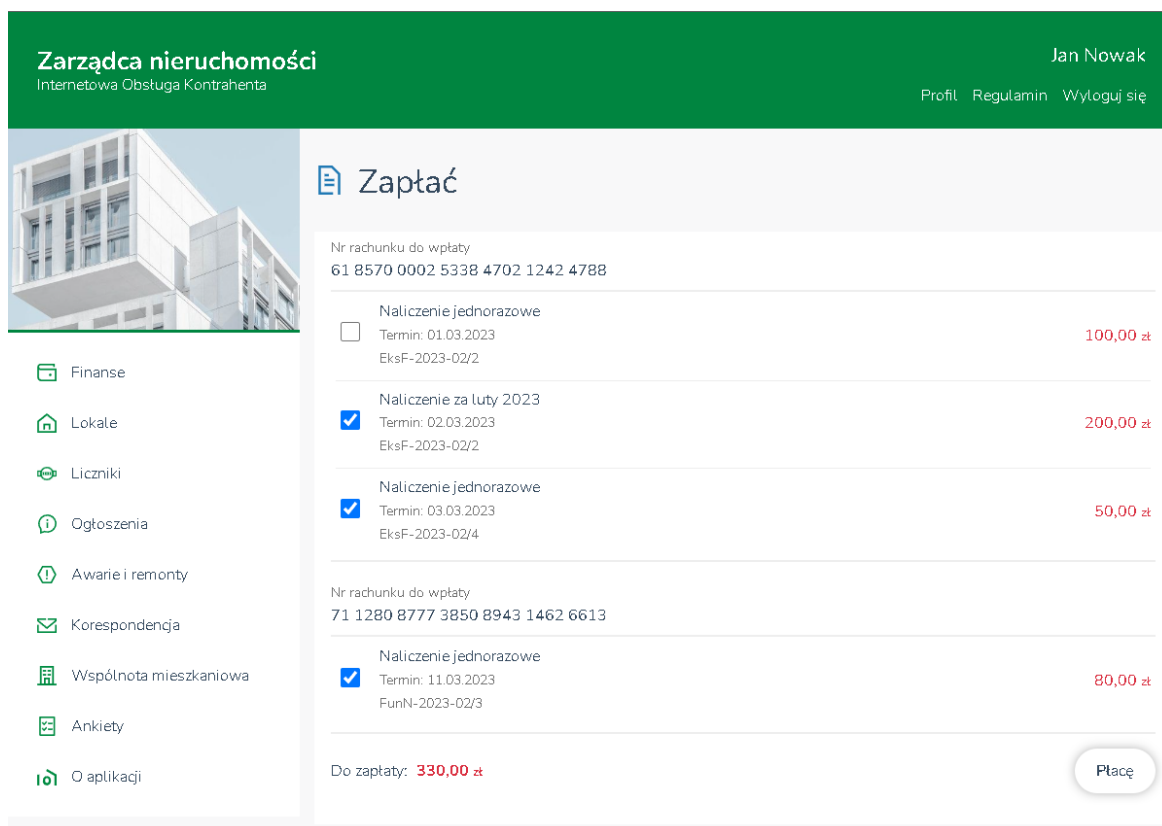 Zarządca nieruchomości
Internetowa Obsługa Kontrahenta
Jan Nowak
Profil Regulamin Wyloguj się
Finanse
Lokale
Liczniki
Ogłoszenia
Awarie i remonty
Korespondencja
Wspólnota mieszkaniowa
Ankiety
O aplikacji
Zapłać
Nr rachunku do wpłaty
61 8570 0002 5338 4702 1242 4788
Naliczenie jednorazowe
Termin: 01.03.2023
EksF-2023-02/2
100,00 zł
Naliczenie za luty 2023
Termin: 02.03.2023
EksF-2023-02/2
200,00 zł
Naliczenie jednorazowe
Termin: 03.03.2023
EksF-2023-02/4
50,00 zł
Nr rachunku do wpłaty
71 1280 8777 3850 8943 1462 6613
Naliczenie jednorazowe
Termin: 11.03.2023
FunN-2023-02/3
80,00 zł
Do zapłaty: 330,00 zł
Płacę